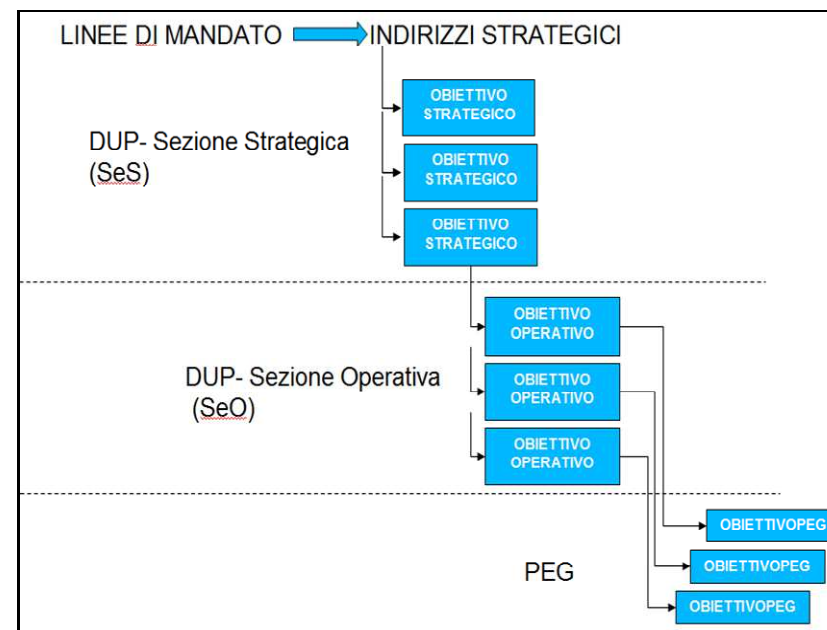 LINEE DI MANDATO INDIRIZZI STRATEGICI
OBIETTIVO
STRATEGICO
DUP- Sezione Strategica
(SeS)
OBIETTIVO
STRATEGICO
OBIETTIVO
STRATEGICO
OBIETTIVO
OPERATIVO
DUP- Sezione Operativa
(SeO)
OBIETTIVO
OPERATIVO
OBIETTIVO
OPERATIVO
OBIETTIVOPEG
PEG
OBIETTIVOPEG
OBIETTIVOPEG